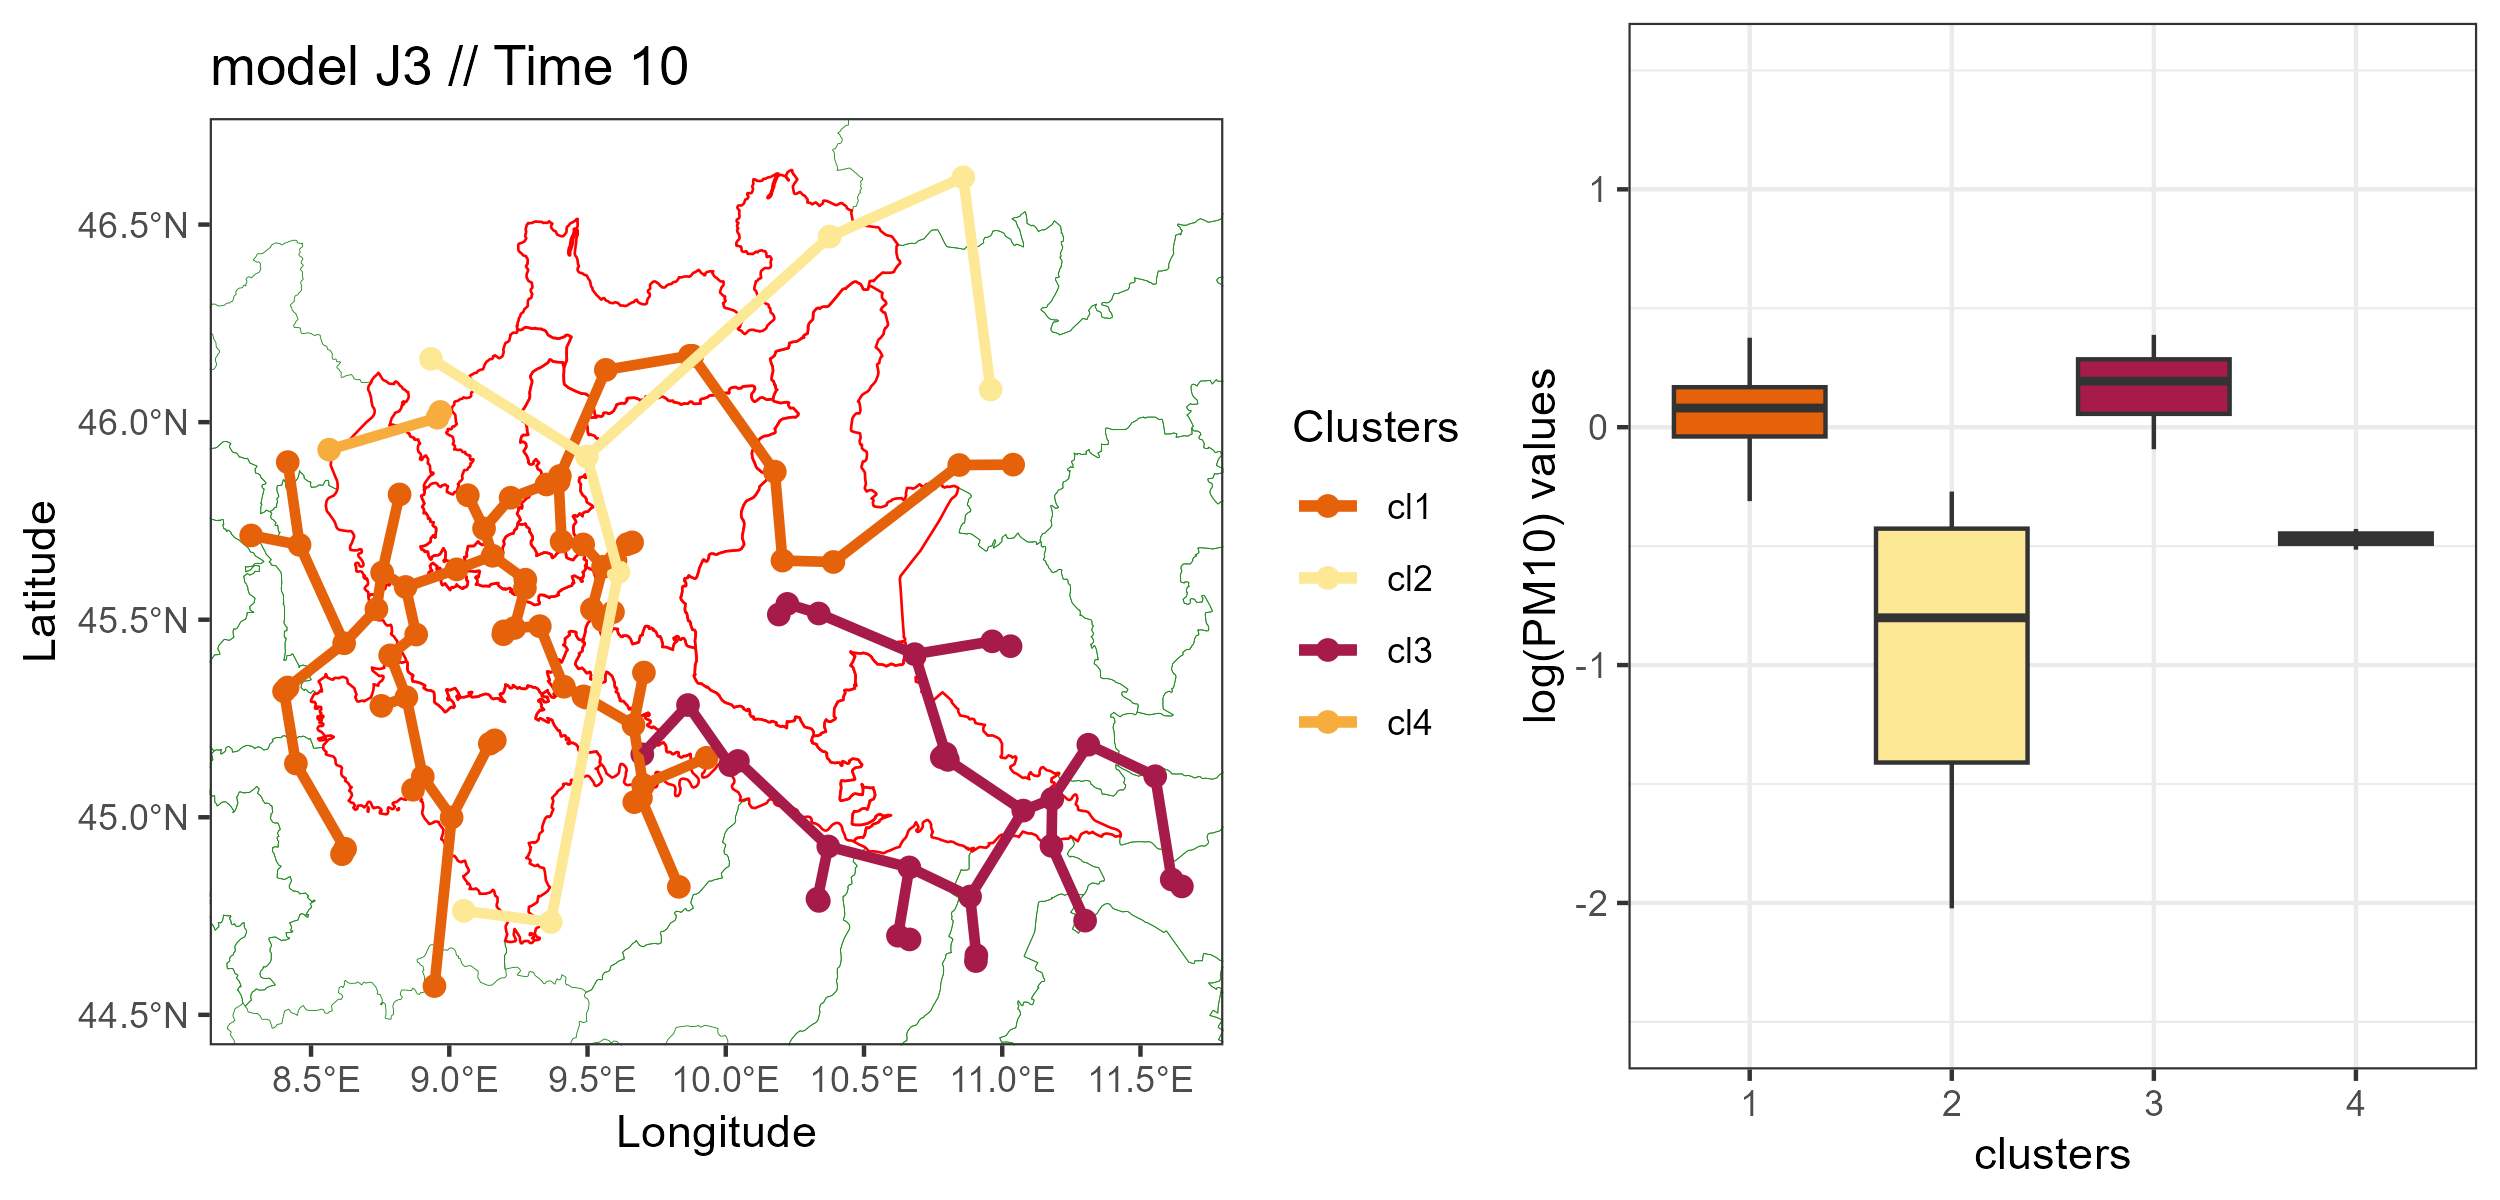 model J3 // Time 10
Latitude
46.5°N
46.0°N
45.5°N
45.0°N
44.5°N
8.5°E 9.0°E 9.5°E 10.0°E 10.5°E 11.0°E 11.5°E
Longitude
Clusters
cl1
cl2
cl3
cl4
log(PM10) values
1
0
-1
-2
1 2 3 4
clusters